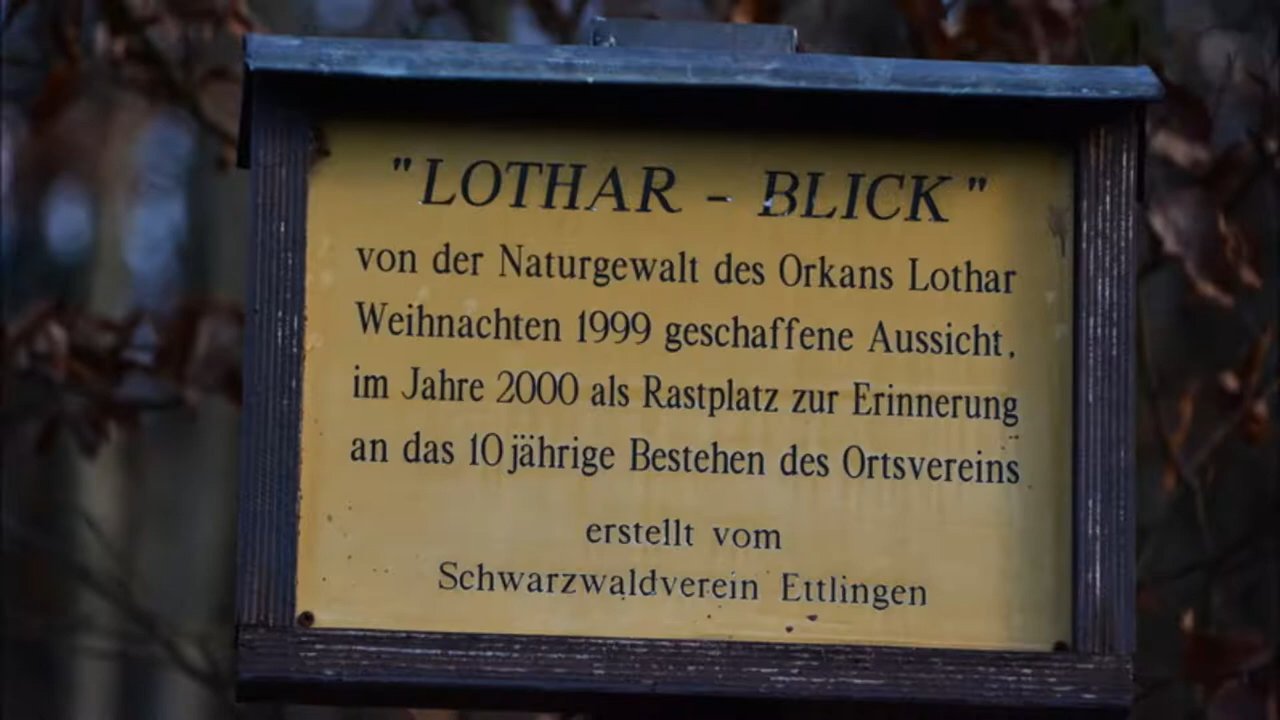 "LOTHAR - BLICK"
von der Naturgewalt des Orkans Lothar
Weihnachten 1999 geschaffene Aussicht,
im Jahre 2000 als Rastplatz zur Erinnerung
an das 10 jährige Bestehen des Ortsvereins
erstellt vom
Schwarzwaldverein Ettlingen